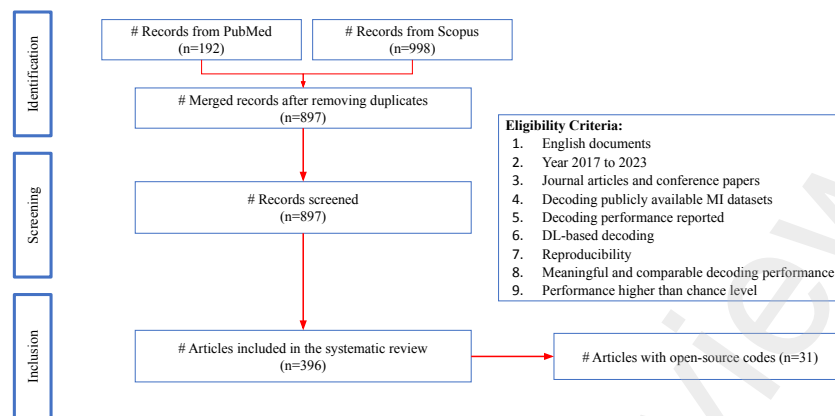 Identification
# Records from PubMed
(n=192)
# Records from Scopus
(n=998)
# Merged records after removing duplicates
(n=897)
Screening
# Records screened
(n=897)
Eligibility Criteria:
1. English documents
2. Year 2017 to 2023
3. Journal articles and conference papers
4. Decoding publicly available MI datasets
5. Decoding performance reported
6. DL-based decoding
7. Reproducibility
8. Meaningful and comparable decoding performance
9. Performance higher than chance level
Inclusion
# Articles included in the systematic review
(n=396)
# Articles with open-source codes (n=31)
view